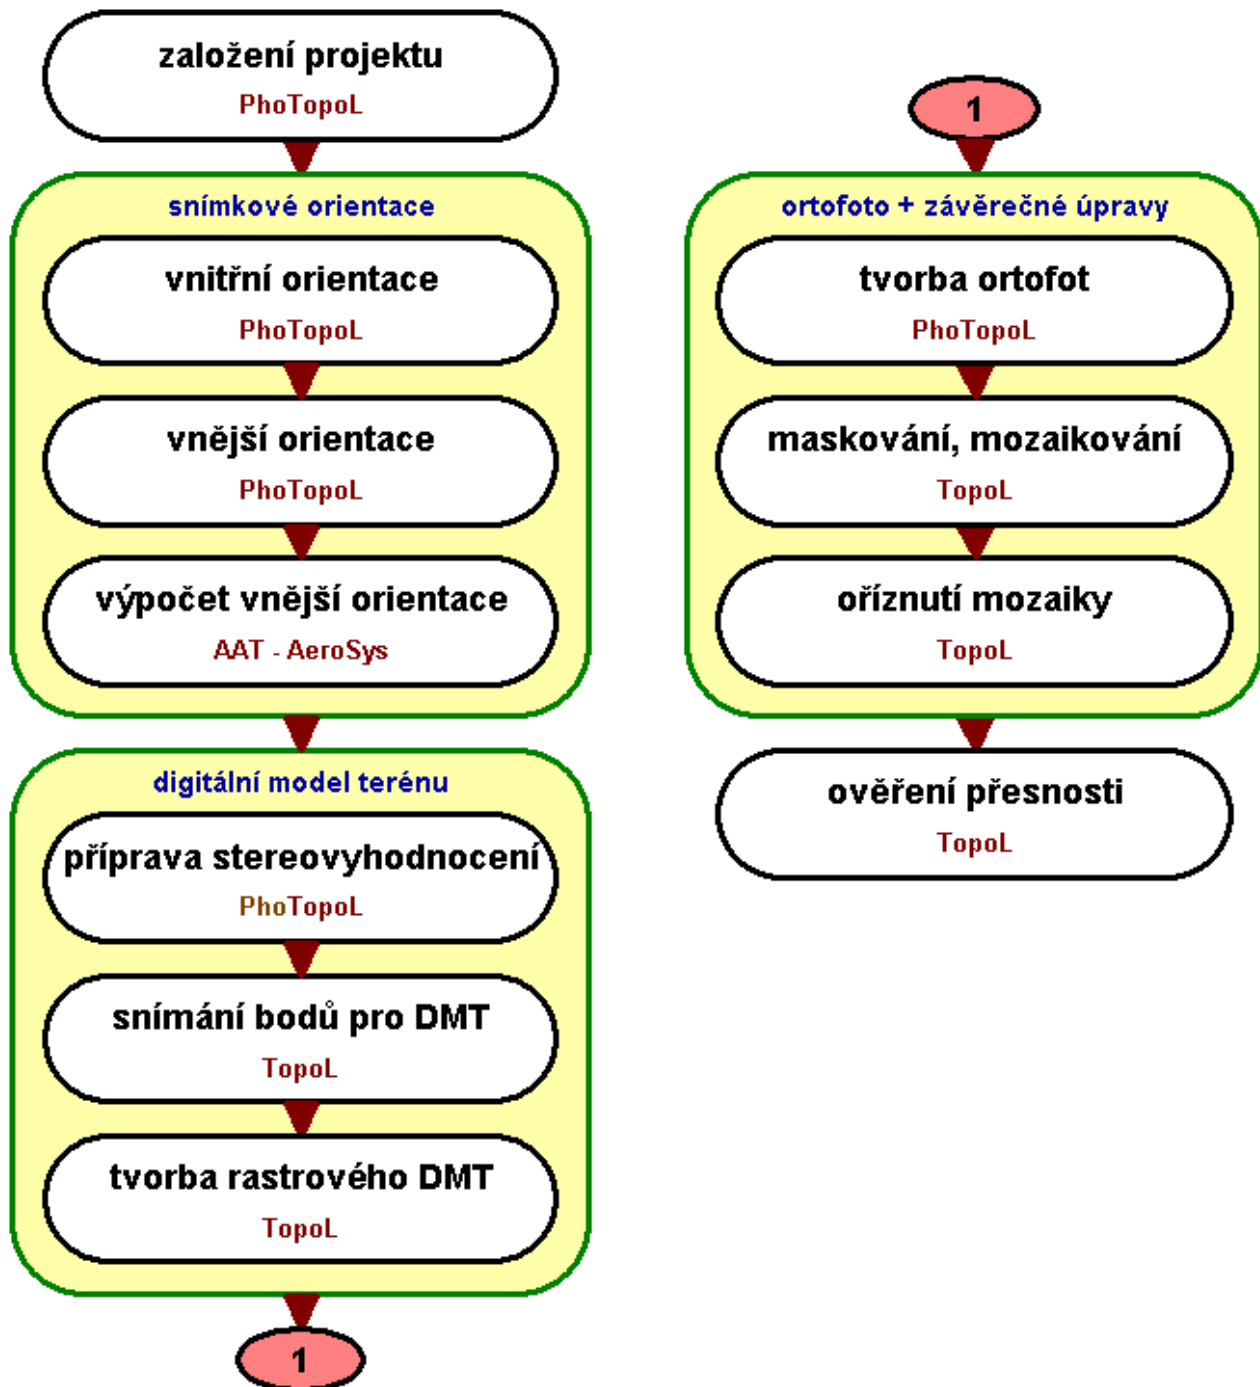 založení projektu
PhoTopoL
snímkové orientace
vnitřní orientace
PhoTopoL
vnější orientace
PhoTopoL
výpočet vnější orientace
AAT - AeroSys
digitální model terénu
příprava stereovyhodnocení
PhoTopoL
snímání bodů pro DMT
TopoL
tvorba rastrového DMT
TopoL
1
1
ortofoto + závěrečné úpravy
tvorba ortofot
PhoTopoL
maskování, mozaikování
TopoL
oříznutí mozaiky
TopoL
ověření přesnosti
TopoL